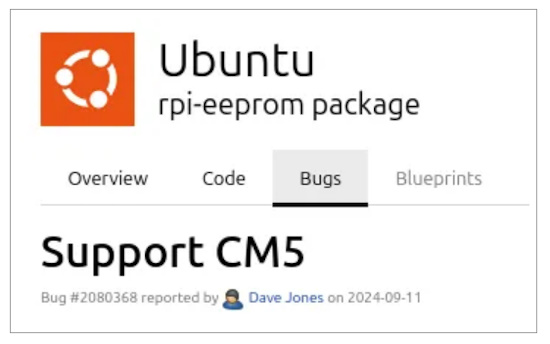 Ubuntu
rpi-eeprom package
Overview Code Bugs Blueprints
Support CM5
Bug #2080368 reported by Dave Jones on 2024-09-11